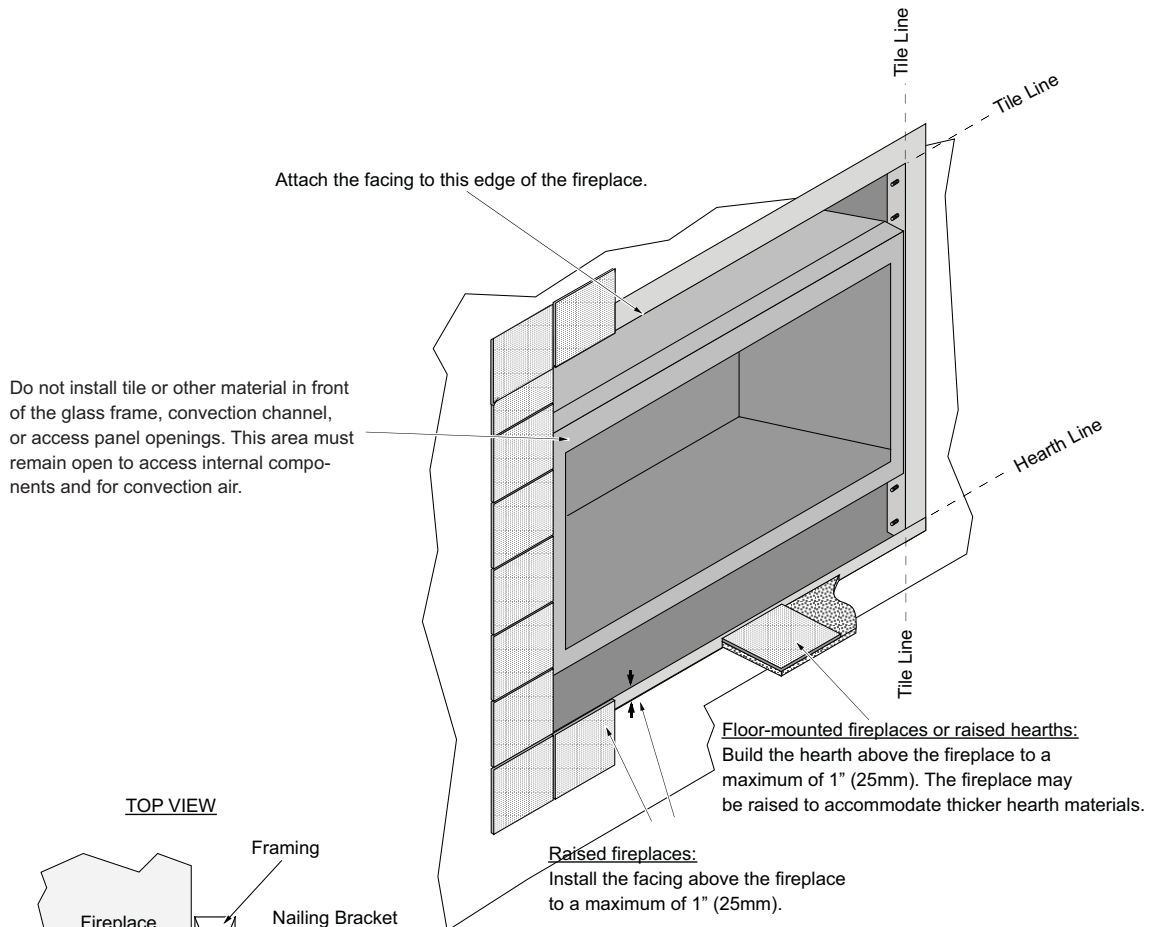 Tile Line
Tile Line
Attach the facing to this edge of the fireplace.
Do not install tile or other material in front
of the glass frame, convection channel,
or access panel openings. This area must
remain open to access internal compo-
nents and for convection air.
Hearth Line
Tile Line
Floor-mounted fireplaces or raised hearths:
Build the hearth above the fireplace to a
maximum of 1” (25mm). The fireplace may
be raised to accommodate thicker hearth materials.
Raised fireplaces:
Install the facing above the fireplace
to a maximum of 1” (25mm).
TOP VIEW
Framing
Nailing Bracket
Fireplace